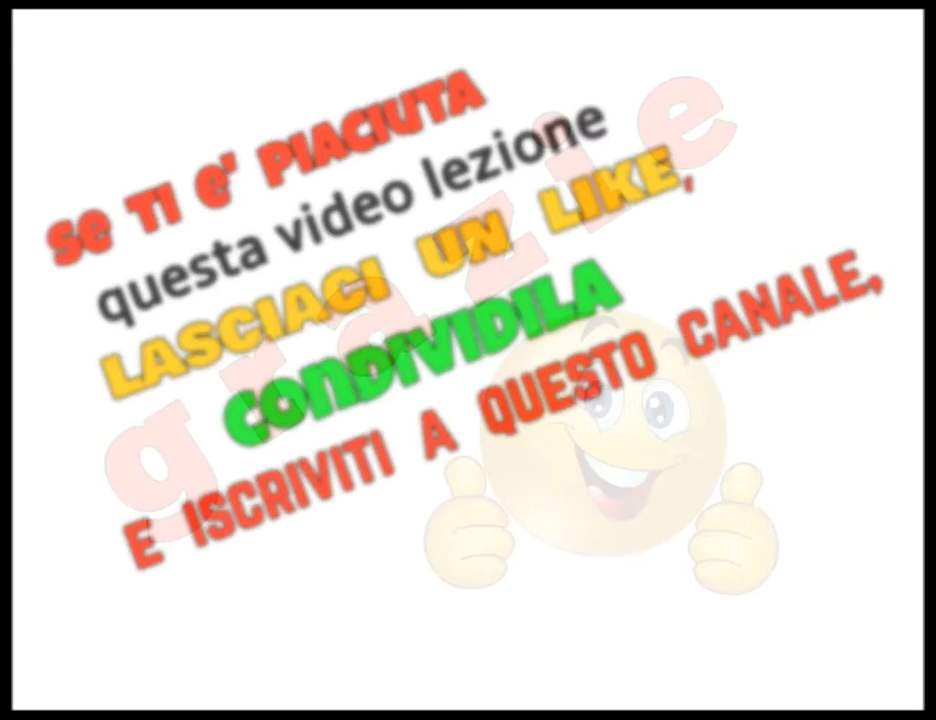 se TI e' PIACIUTA
questa video lezione
LASCIACI UN LIKE,
CONDIVIDILA
E ISCRIVITI A QUESTO CANALE,
grazie